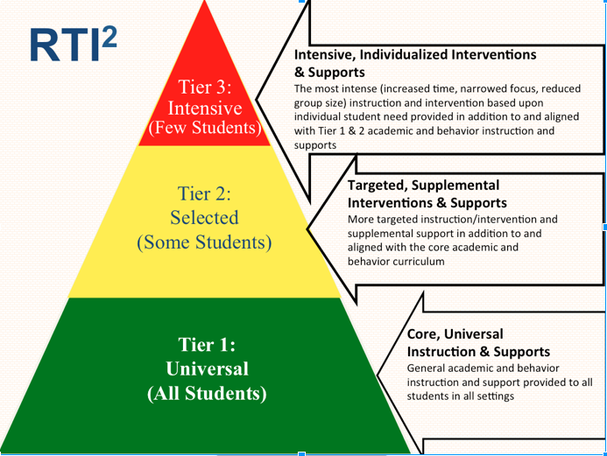 RTI²
Tier 3:
Intensive
(Few Students)
Intensive, Individualized Interventions
& Supports
The most intense (increased time, narrowed focus, reduced
group size) instruction and intervention based upon
individual student need provided in addition to and aligned
with Tier 1 & 2 academic and behavior instruction and
supports
Tier 2:
Selected
(Some Students)
Targeted, Supplemental
Interventions & Supports
More targeted instruction/intervention and
supplemental support in addition to and
aligned with the core academic and
behavior curriculum
Tier 1:
Universal
(All Students)
Core, Universal
Instruction & Supports
General academic and behavior
instruction and support provided to all
students in all settings